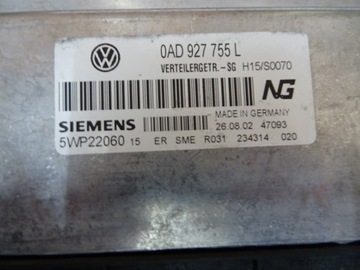 0AD 927 755 L
VERTEILERGETR.-SG H15/S0070
NG
SIEMENS
MADE IN GERMANY
26.08.02 47093
5WP22060 15 ER SME R031 234314 020